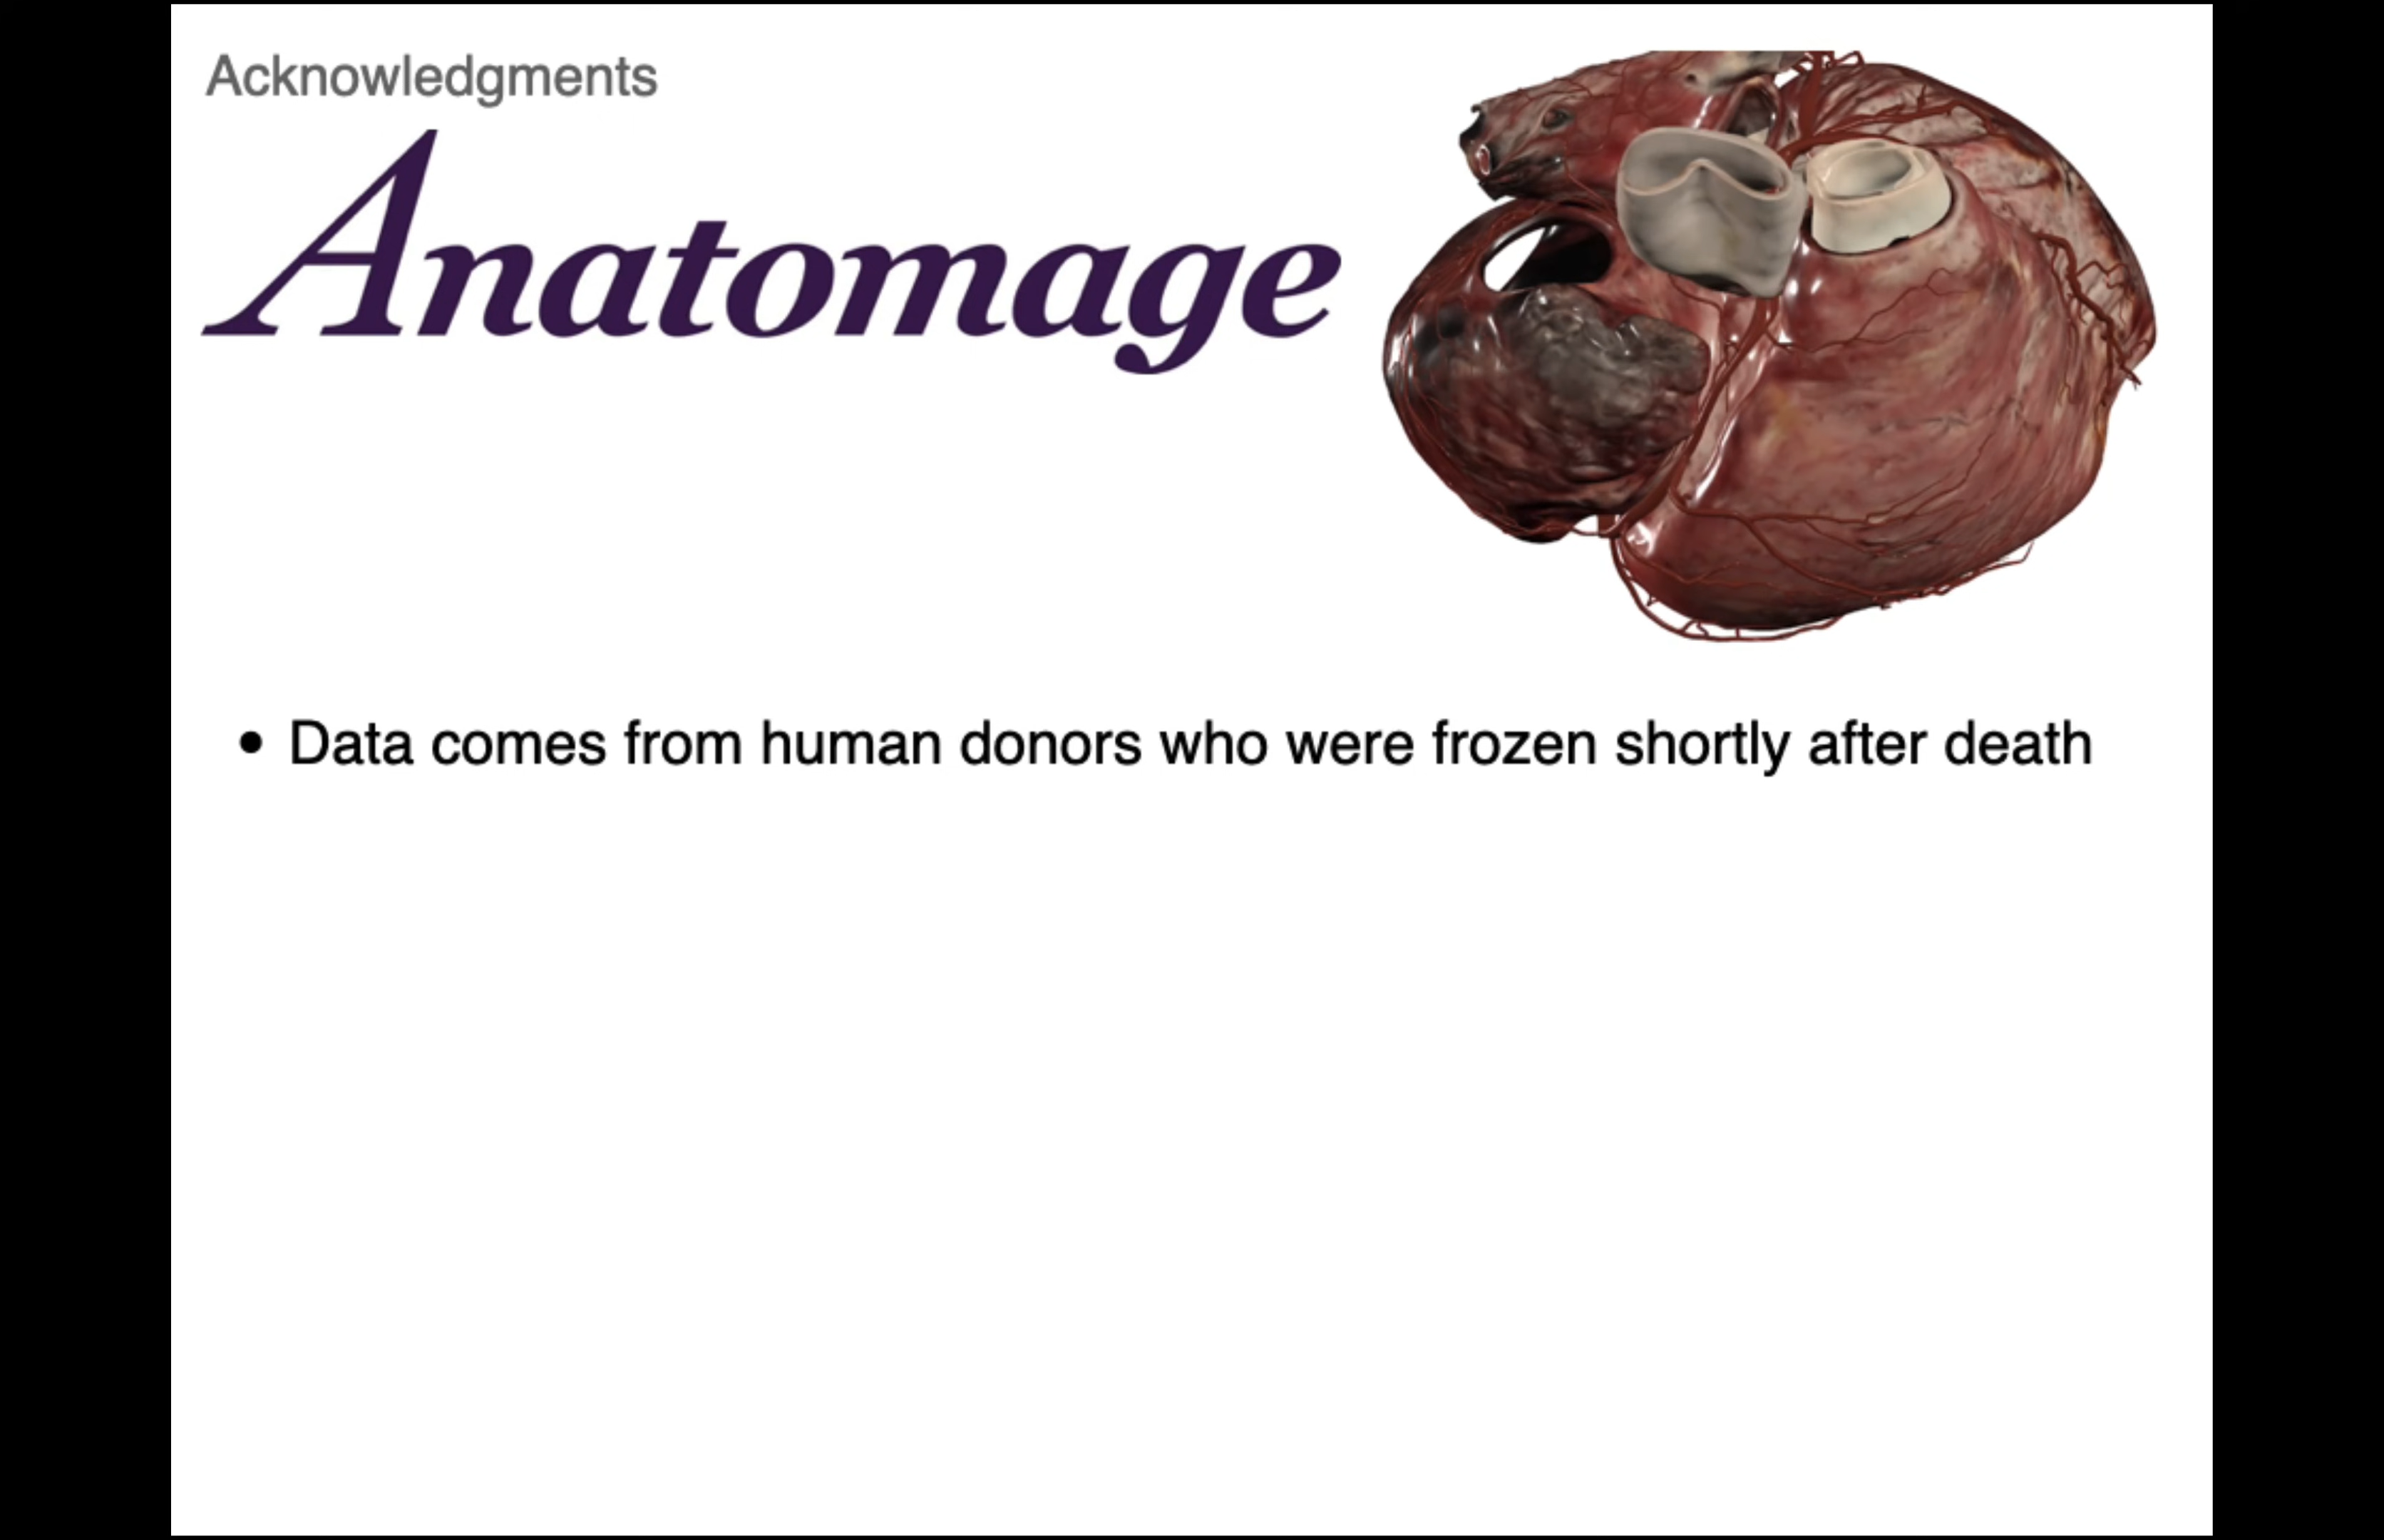 Acknowledgments
Anatomage
• Data comes from human donors who were frozen shortly after death